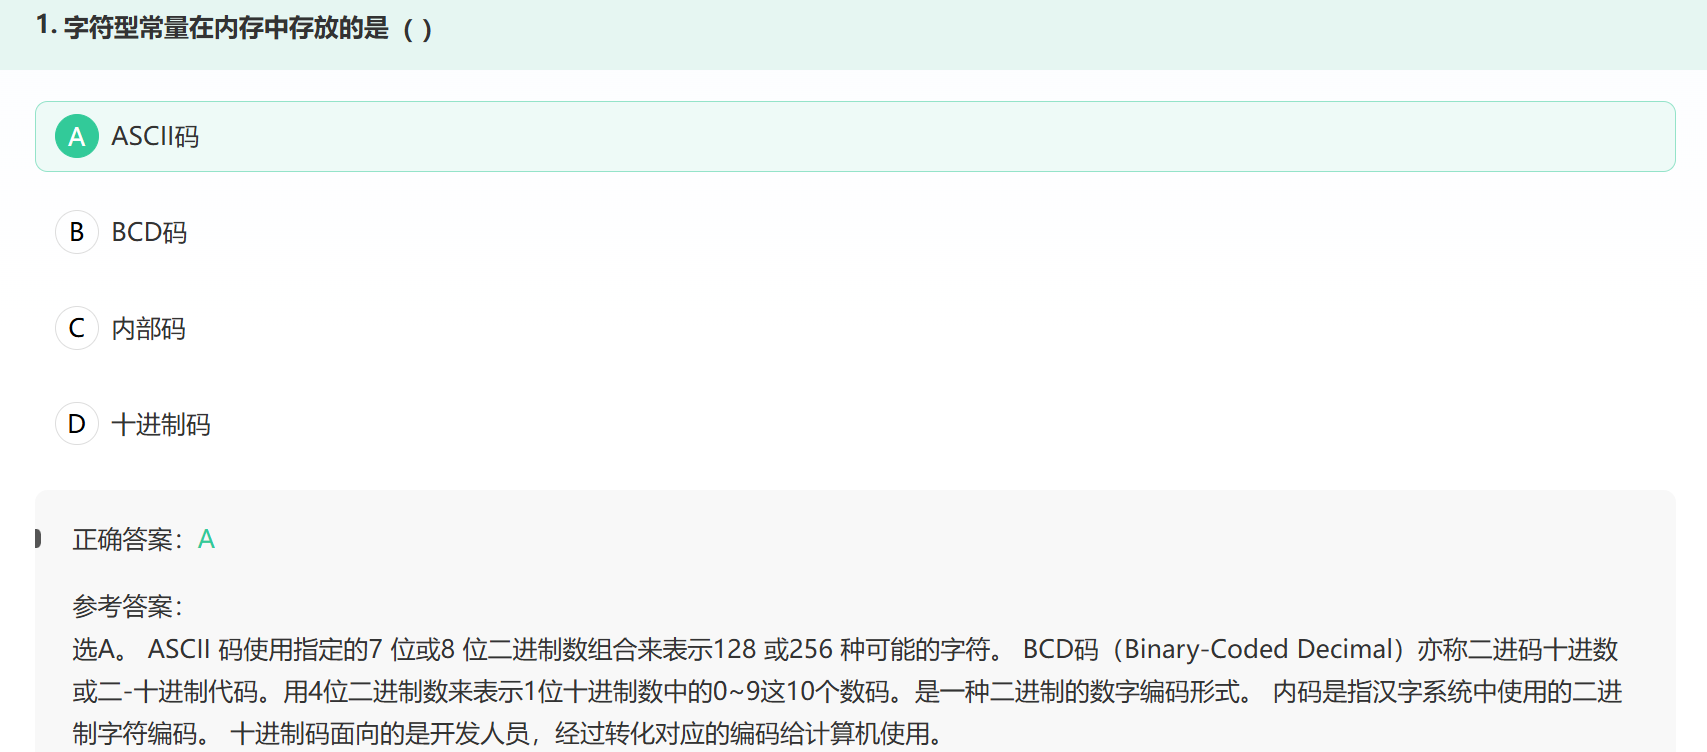 1. 字符型常量在内存中存放的是（ ）
A ASCII码
B BCD码
C 内部码
D 十进制码
正确答案：A
参考答案：
选A。 ASCII 码使用指定的7 位或8 位二进制数组合来表示128 或256 种可能的字符。 BCD码（Binary-Coded Decimal）亦称二进码十进数
或二-十进制代码。用4位二进制数来表示1位十进制数中的0~9这10个数码。是一种二进制的数字编码形式。 内码是指汉字系统中使用的二进
制字符编码。 十进制码面向的是开发人员，经过转化对应的编码给计算机使用。